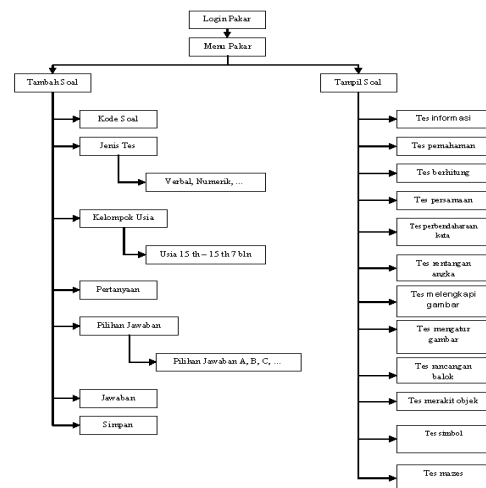 Login Pakar
Menu Pakar
Tambah Soal
Kode Soal
Jenis Tes
Verbal, Numerik, ...
Kelompok Usia
Usia 15 th – 15 th 7 bln
Pertanyaan
Pilihan Jawaban
Pilihan Jawaban A, B, C, ...
Jawaban
Simpan
Tampil Soal
Tes informasi
Tes pemahaman
Tes berhitung
Tes persamaan
Tes perbendaharaan
kata
Tes rentangan
angka
Tes melengkapi
gambar
Tes mengatur
gambar
Tes rancangan
balok
Tes merakit objek
Tes simbol
Tes mazes